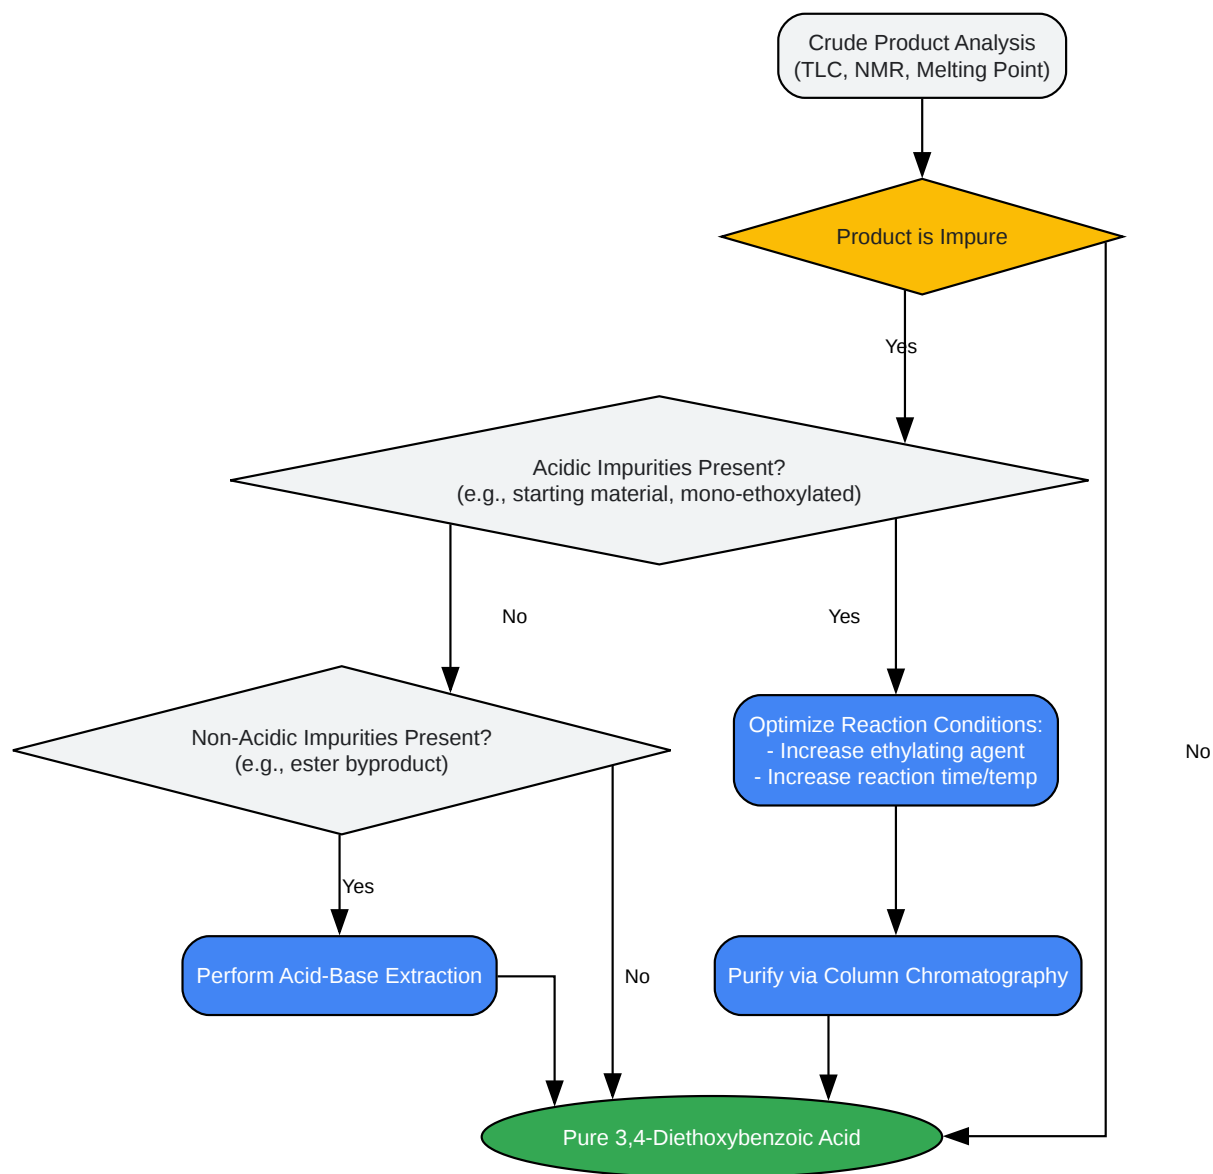 Crude Product Analysis
(TLC, NMR, Melting Point)
Product is Impure
Yes
Acidic Impurities Present?
(e.g., starting material, mono-ethoxylated)
No
Yes
Non-Acidic Impurities Present?
(e.g., ester byproduct)
Optimize Reaction Conditions:
- Increase ethylating agent
- Increase reaction time/temp
No
Yes
Perform Acid-Base Extraction
No
Purify via Column Chromatography
Pure 3,4-Diethoxybenzoic Acid